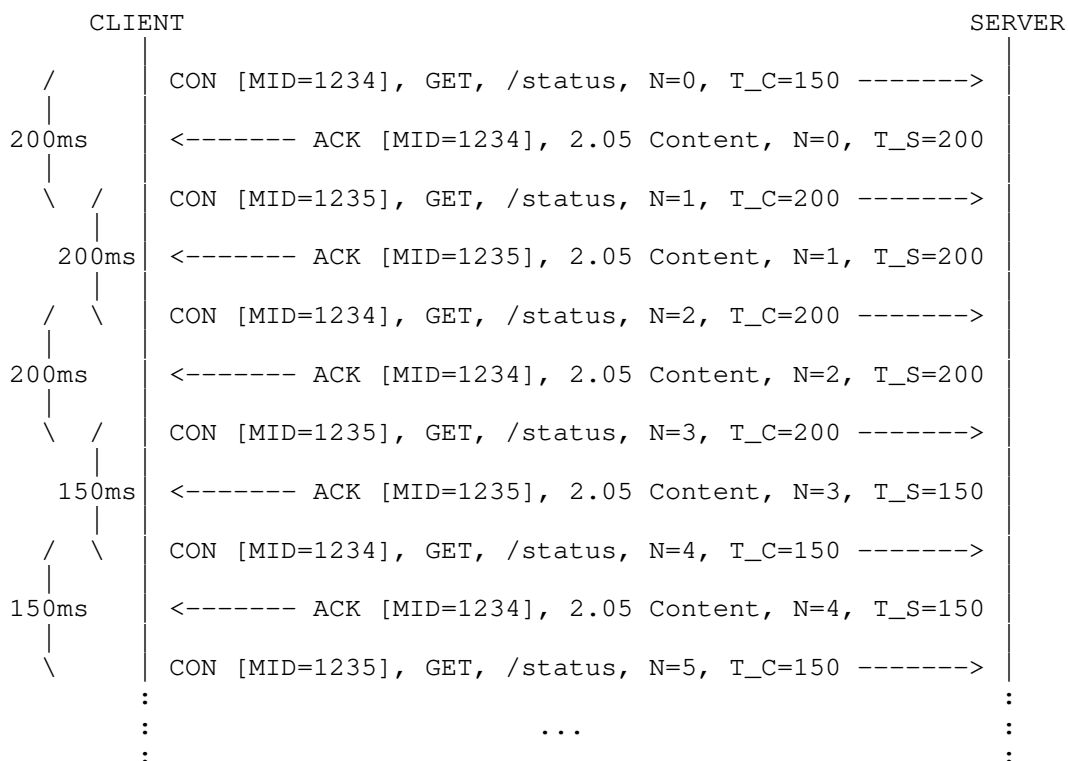 CLIENT SERVER
CON [MID=1234], GET, /status, N=0, T_C=150 ------->
200ms <------- ACK [MID=1234], 2.05 Content, N=0, T_S=200
CON [MID=1235], GET, /status, N=1, T_C=200 ------->
200ms <------- ACK [MID=1235], 2.05 Content, N=1, T_S=200
CON [MID=1234], GET, /status, N=2, T_C=200 ------->
200ms <------- ACK [MID=1234], 2.05 Content, N=2, T_S=200
CON [MID=1235], GET, /status, N=3, T_C=200 ------->
150ms <------- ACK [MID=1235], 2.05 Content, N=3, T_S=150
CON [MID=1234], GET, /status, N=4, T_C=150 ------->
150ms <------- ACK [MID=1234], 2.05 Content, N=4, T_S=150
CON [MID=1235], GET, /status, N=5, T_C=150 ------->
...